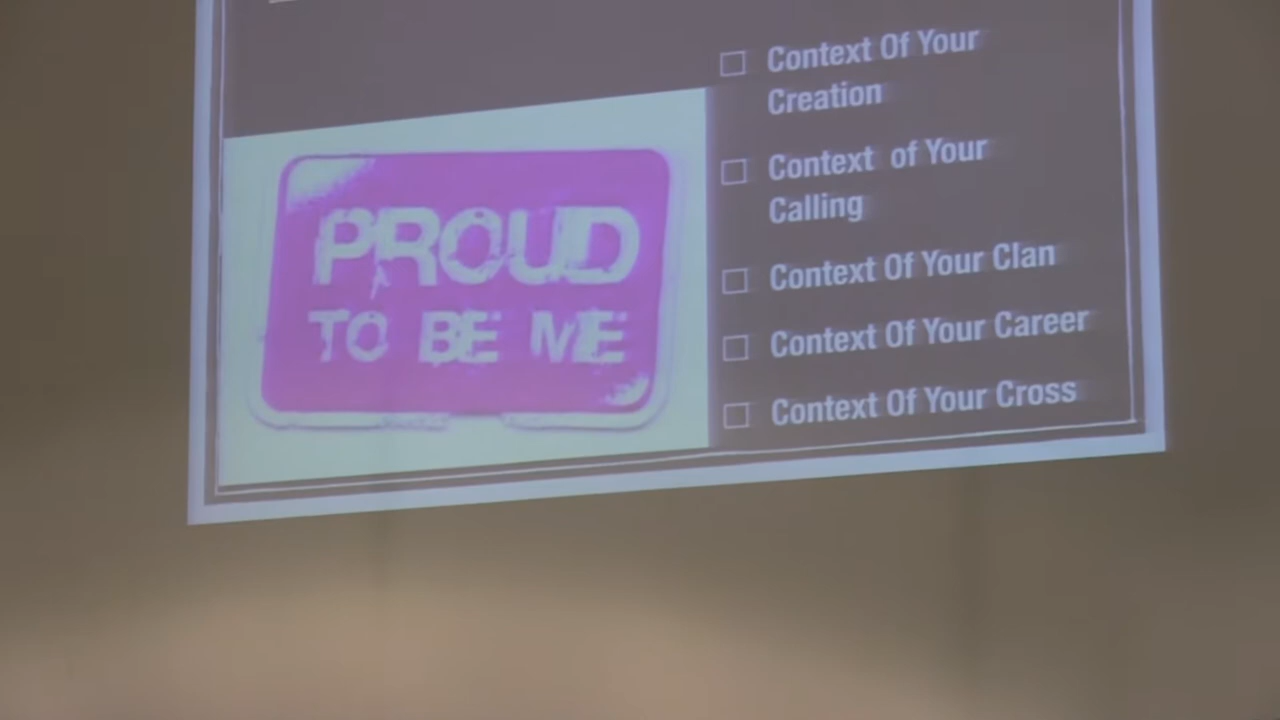 PROUD
TO BE ME
Context Of Your
Creation
Context of Your
Calling
Context Of Your Clan
Context Of Your Career
Context Of Your Cross